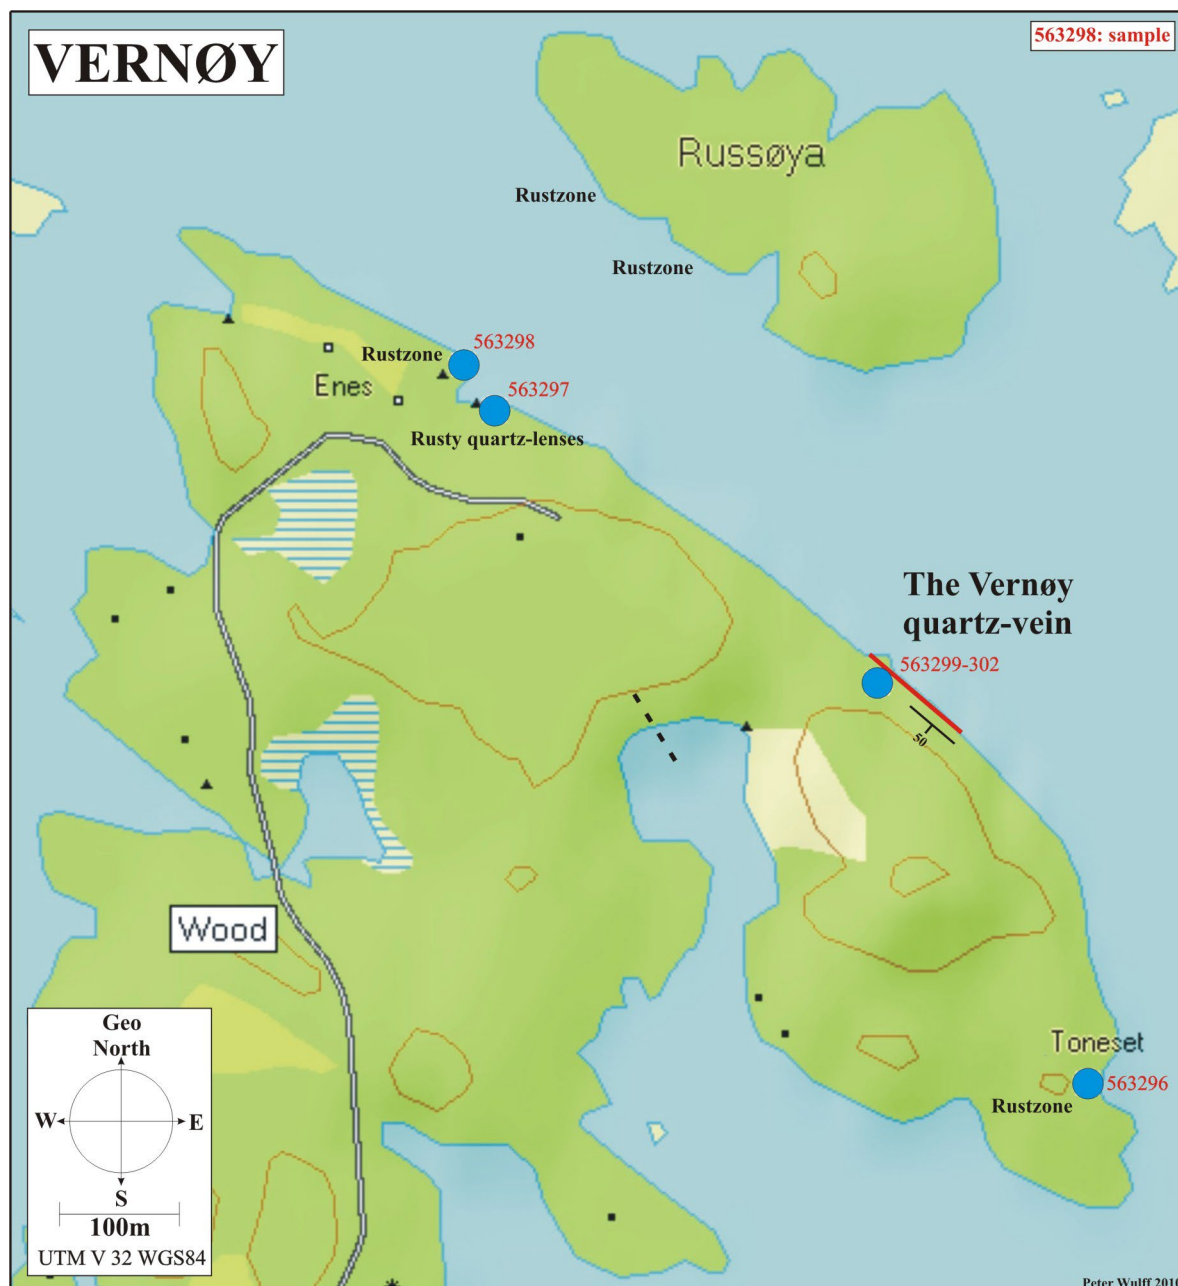 VERNØY
563298: sample
Russøya
Rustzone
Rustzone
563298
Rustzone
Enes
563297
Rusty quartz-lenses
The Vernøy
quartz-vein
563299-302
50
Wood
Toneset
563296
Rustzone
Geo
North
W
E
S
100m
UTM V 32 WGS84
Peter Wulff 2010